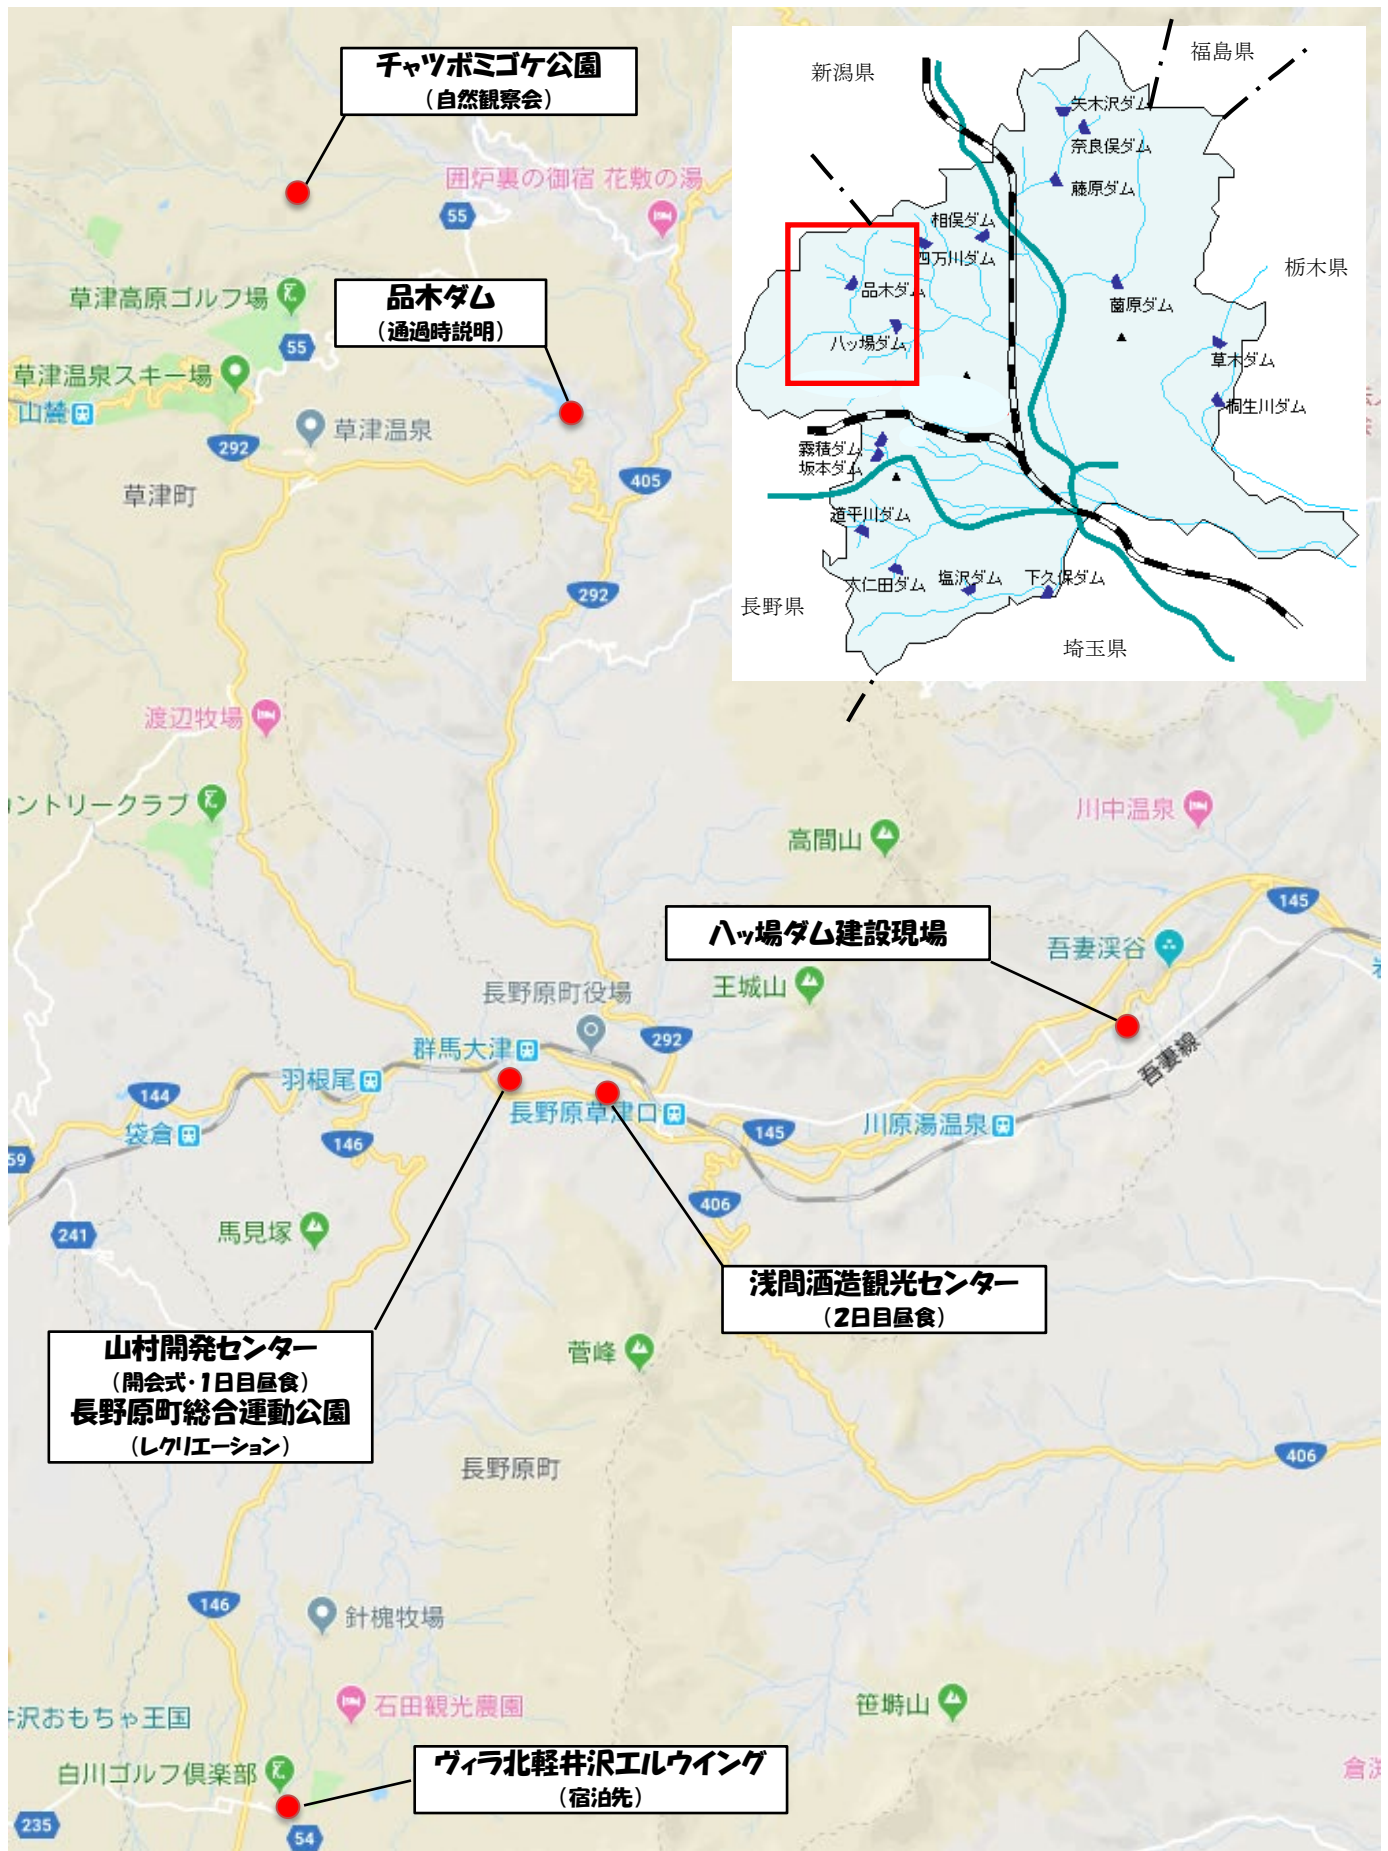 チャツボミゴケ公園
（自然観察会）
囲炉裏の御宿 花敷の湯
55
草津高原ゴルフ場
55
品木ダム
（通過時説明）
草津温泉スキー場
山麓
292
草津温泉
草津町
405
292
新潟県
福島県
矢木沢ダム
奈良俣ダム
藤原ダム
相俣ダム
四万川ダム
品木ダム
八ッ場ダム
薗原ダム
栃木県
草木ダム
桐生川ダム
霧積ダム
坂本ダム
道平川ダム
大仁田ダム
塩沢ダム
下久保ダム
長野県
埼玉県
渡辺牧場
ントリークラブ
川中温泉
高間山
145
八ッ場ダム建設現場
吾妻渓谷
王城山
長野原町役場
292
群馬大津
羽根尾
144
袋倉
59
146
長野原草津口
145
川原湯温泉
吾妻線
406
241
馬見塚
浅間酒造観光センター
（2日目昼食）
山村開発センター
（開会式・1日目昼食）
長野原町総合運動公園
（レクリエーション）
菅峰
長野原町
406
146
針槐牧場
石田観光農園
笹塒山
沢おもちゃ王国
白川ゴルフ倶楽部
ヴィラ北軽井沢エルウイング
（宿泊先）
235
54